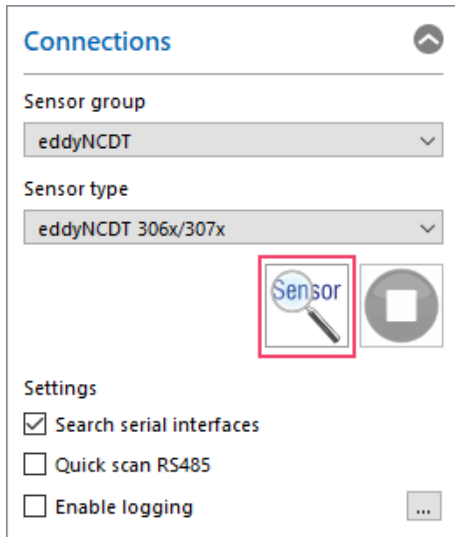 Connections
Sensor group
eddyNCDT
Sensor type
eddyNCDT 306x/307x
Sensor
Settings
Search serial interfaces
Quick scan RS485
Enable logging
...